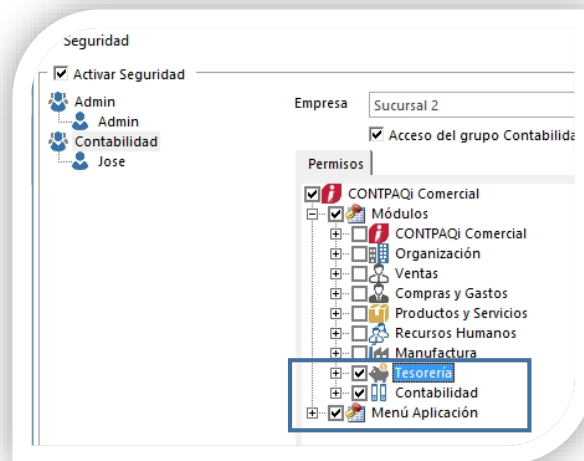 Seguridad
Activar Seguridad
Admin
Admin
Contabilidad
Jose
Empresa Sucursal 2
Acceso del grupo Contabilida
Permisos
CONTPAQi Comercial
Módulos
CONTPAQi Comercial
Organización
Ventas
Compras y Gastos
Productos y Servicios
Recursos Humanos
Manufactura
Tesorería
Contabilidad
Menú Aplicación